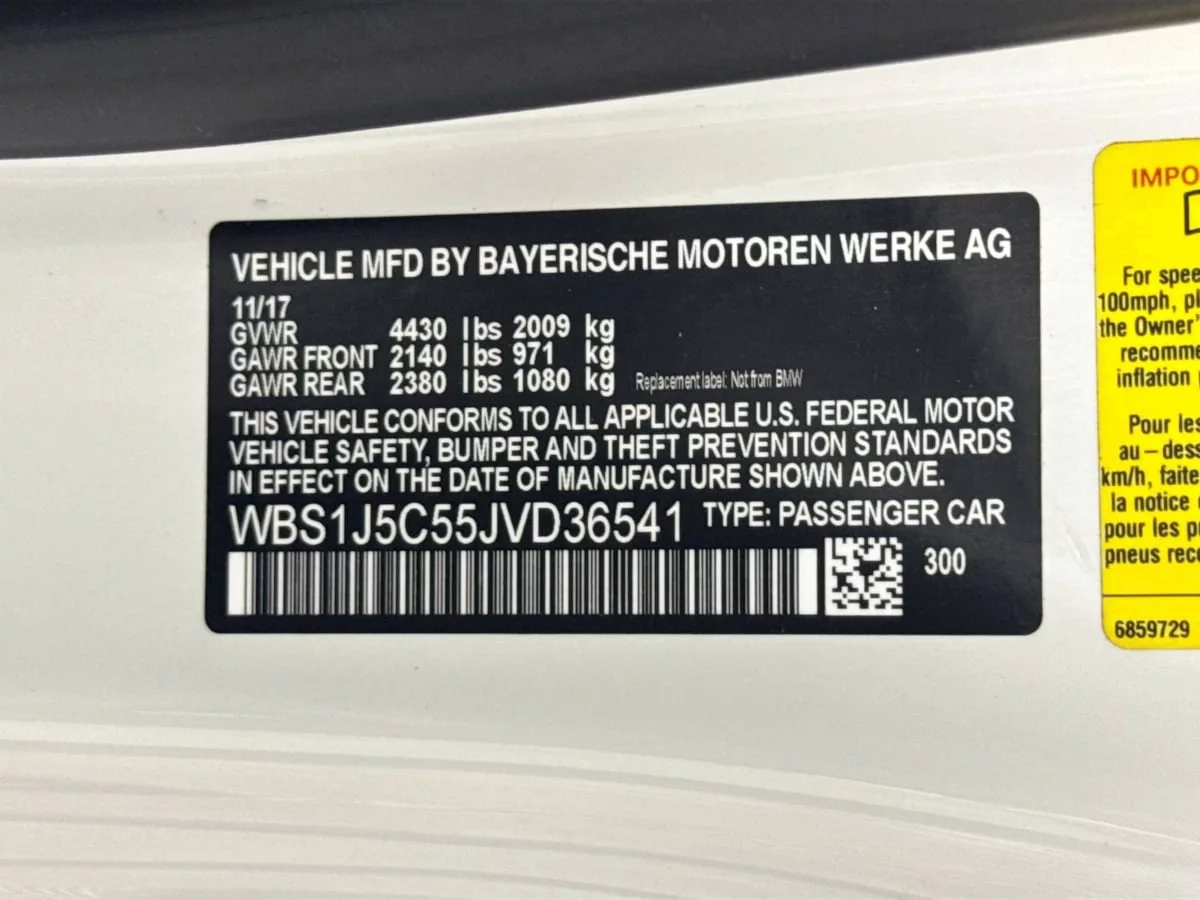 VEHICLE MFD BY BAYERISCHE MOTOREN WERKE AG
11/17
GVWR 4430 lbs 2009 kg
GAWR FRONT 2140 lbs 971 kg
GAWR REAR 2380 lbs 1080 kg Replacement label: Not from BMW
THIS VEHICLE CONFORMS TO ALL APPLICABLE U.S. FEDERAL MOTOR
VEHICLE SAFETY, BUMPER AND THEFT PREVENTION STANDARDS
IN EFFECT ON THE DATE OF MANUFACTURE SHOWN ABOVE.
WBS1J5C55JVD36541 TYPE: PASSENGER CAR
300
IMPO
For spee
100mph, pl
the Owner'
recomme
inflation
Pour les
au-dess
km/h, faite
la notice
pour les p
pneus rec
6859729